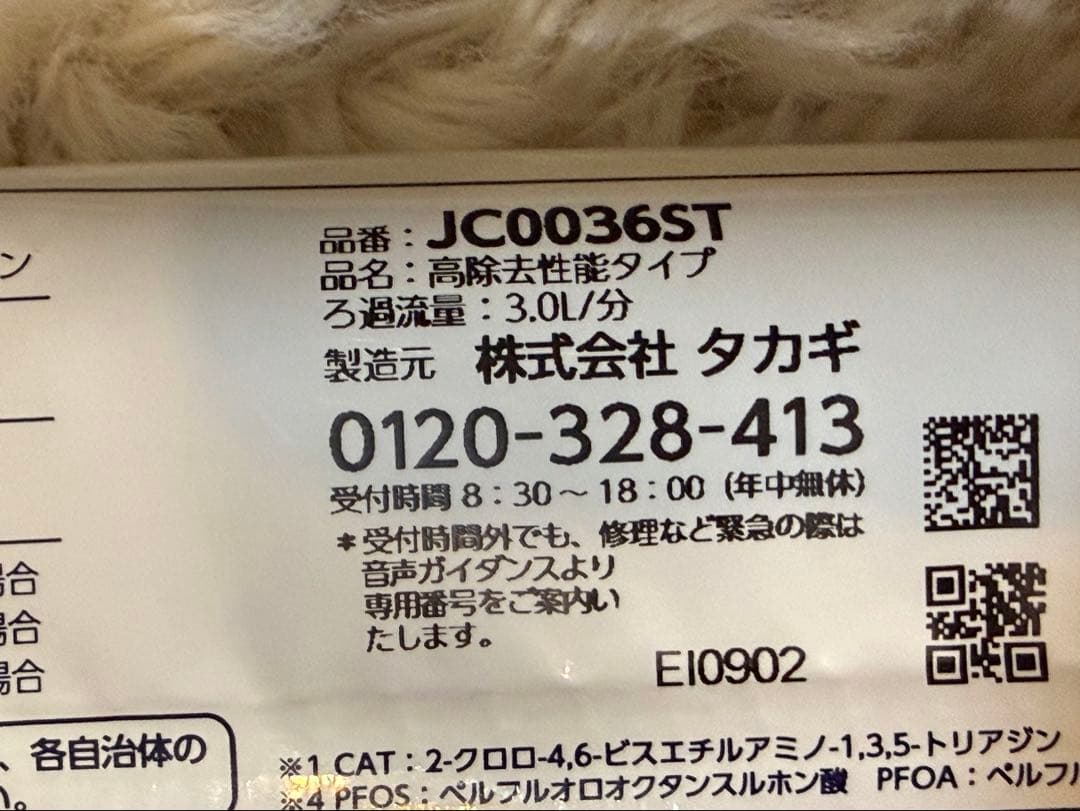 ン
品番：JC0036ST
品名：高除去性能タイプ
ろ過流量：3.0L/分
製造元 株式会社 タカギ
0120-328-413
受付時間 8：30～18：00（年中無休）
＊受付時間外でも、修理など緊急の際は
音声ガイダンスより
専用番号をご案内い
たします。
場合
場合
場合
EI0902
、各自治体の
い。
※1 CAT：2-クロロ-4,6-ビスエチルアミノ-1,3,5-トリアジン
※4 PFOS：ペルフルオロオクタンスルホン酸 PFOA：ペルフル